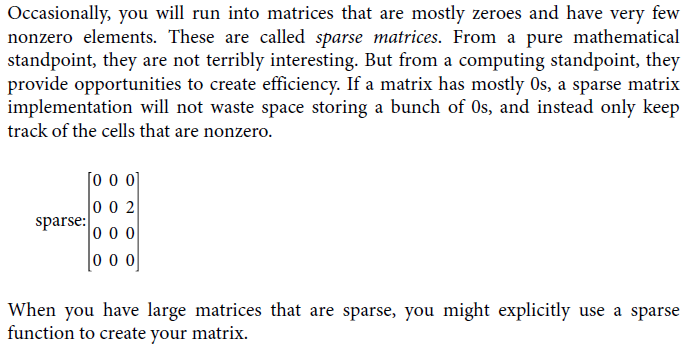 Occasionally, you will run into matrices that are mostly zeroes and have very few
nonzero elements. These are called sparse matrices. From a pure mathematical
standpoint, they are not terribly interesting. But from a computing standpoint, they
provide opportunities to create efficiency. If a matrix has mostly 0s, a sparse matrix
implementation will not waste space storing a bunch of 0s, and instead only keep
track of the cells that are nonzero.
sparse:
[0 0 0]
0 0 2
0 0 0
0 0 0
When you have large matrices that are sparse, you might explicitly use a sparse
function to create your matrix.